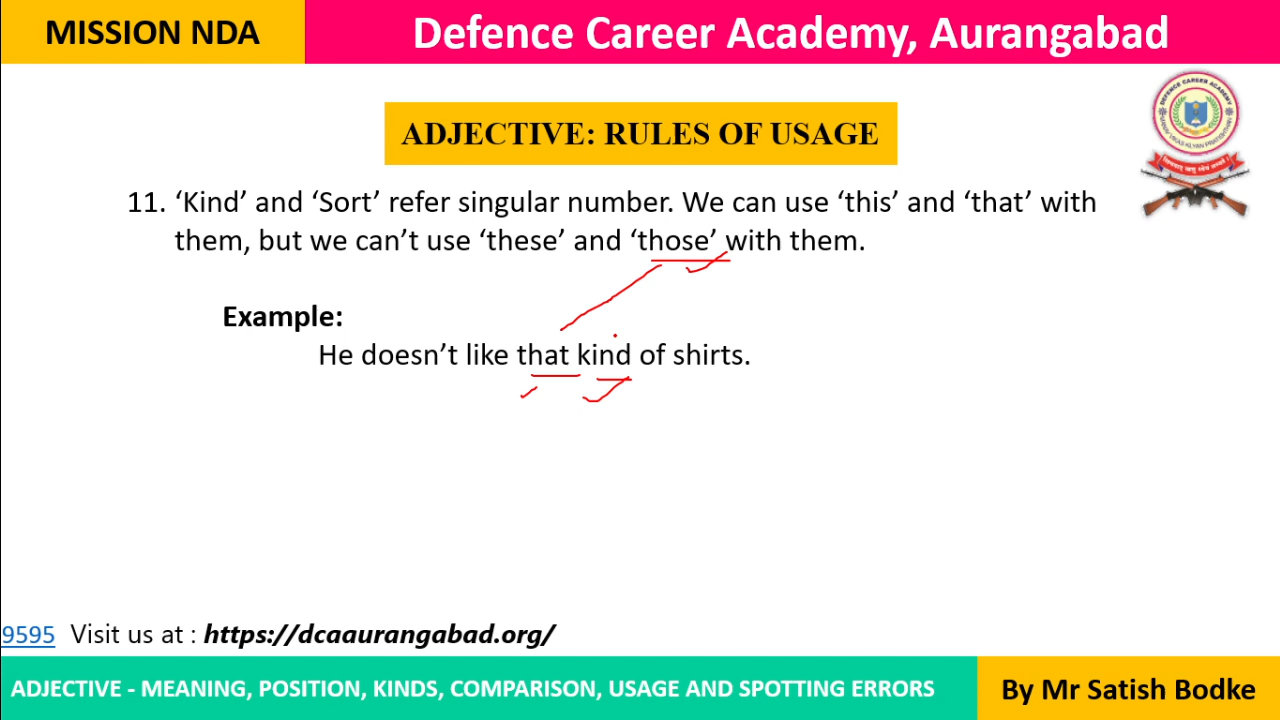 MISSION NDA
Defence Career Academy, Aurangabad
ADJECTIVE: RULES OF USAGE
11. ‘Kind’ and ‘Sort’ refer singular number. We can use ‘this’ and ‘that’ with
them, but we can’t use ‘these’ and ‘those’ with them.
Example:
He doesn’t like that kind of shirts.
9595 Visit us at : https://dcaaurangabad.org/
ADJECTIVE - MEANING, POSITION, KINDS, COMPARISON, USAGE AND SPOTTING ERRORS
By Mr Satish Bodke